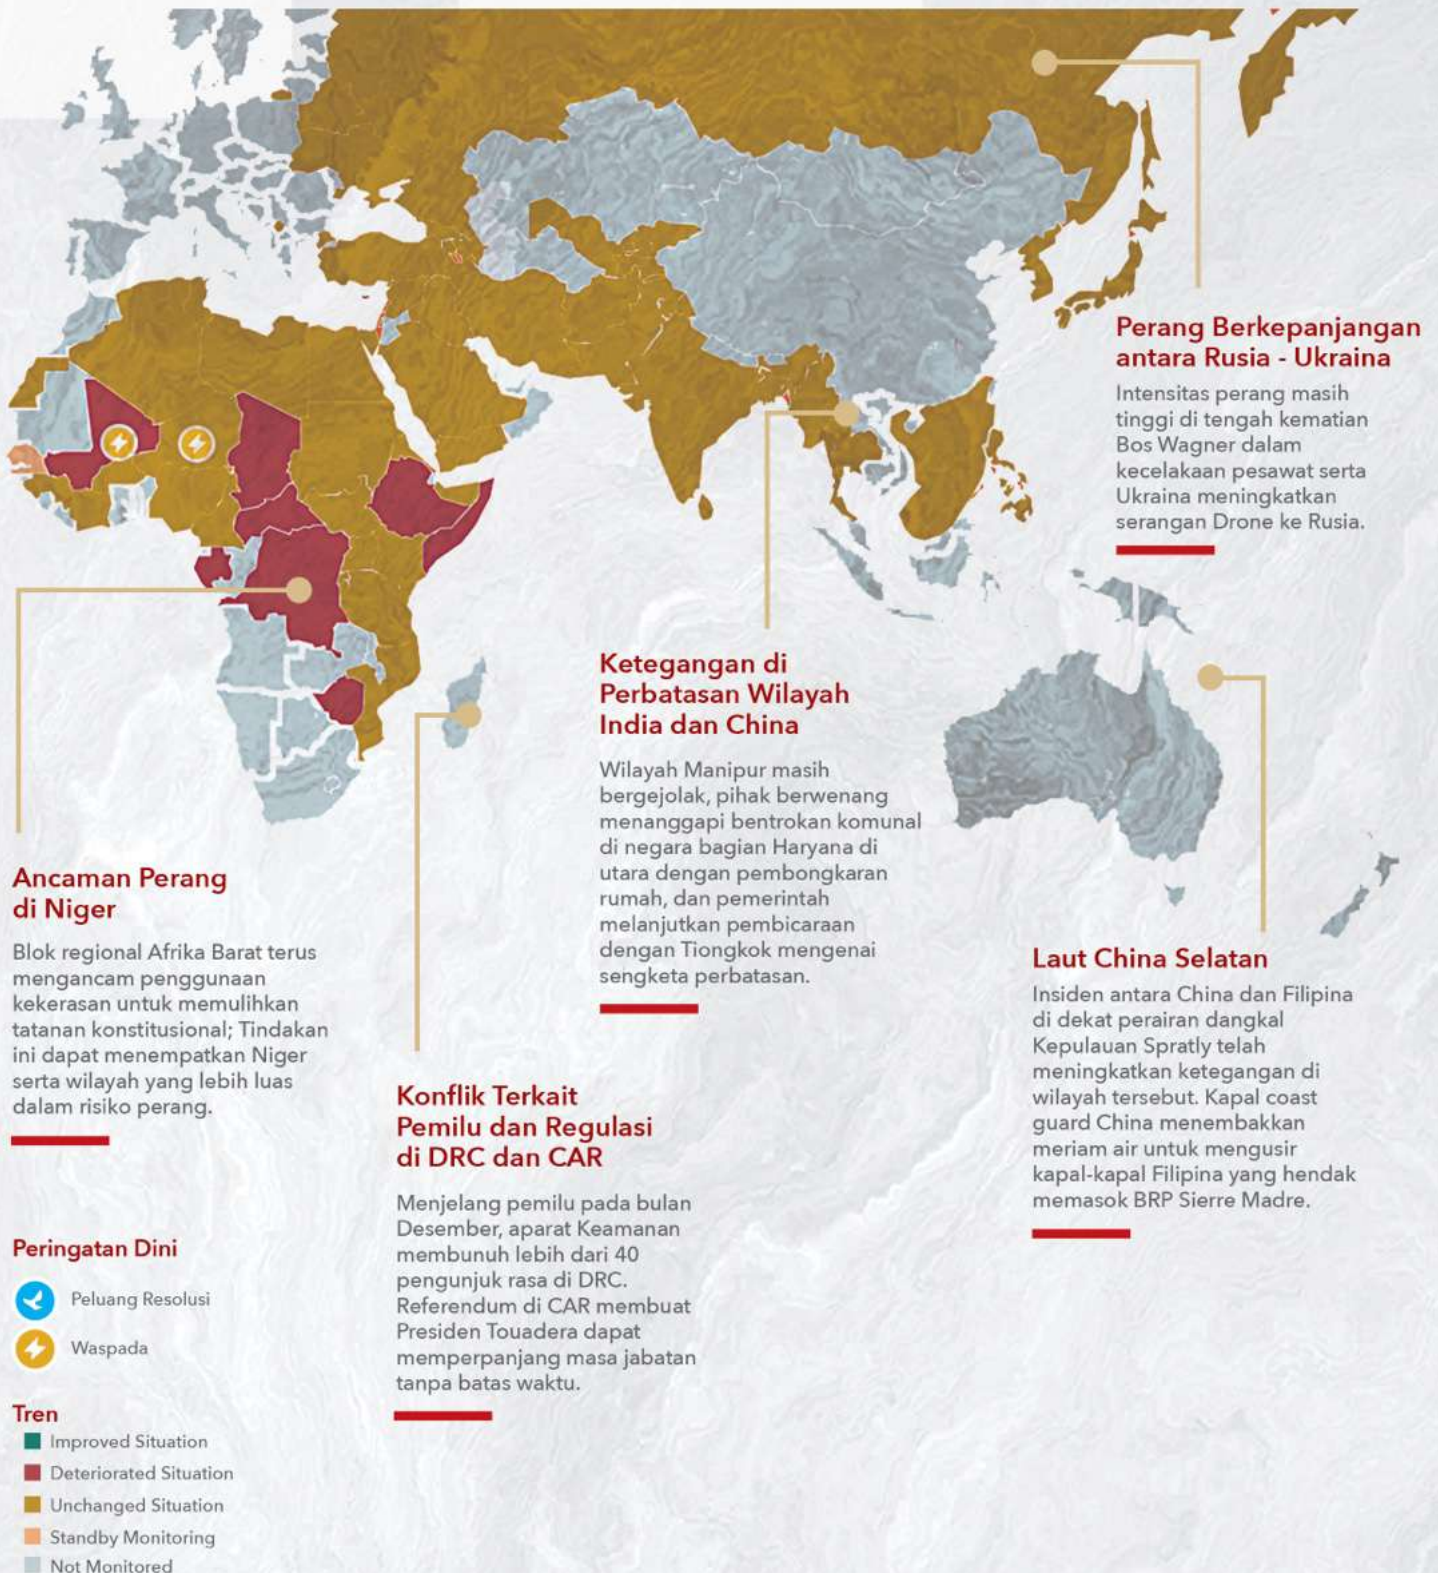 Perang Berkepanjangan
antara Rusia - Ukraina
Intensitas perang masih
tinggi di tengah kematian
Bos Wagner dalam
kecelakaan pesawat serta
Ukraina meningkatkan
serangan Drone ke Rusia.
Ketegangan di
Perbatasan Wilayah
India dan China
Wilayah Manipur masih
bergejolak, pihak berwenang
menanggapi bentrokan komunal
di negara bagian Haryana di
utara dengan pembongkaran
rumah, dan pemerintah
melanjutkan pembicaraan
dengan Tiongkok mengenai
sengketa perbatasan.
Ancaman Perang
di Niger
Blok regional Afrika Barat terus
mengancam penggunaan
kekerasan untuk memulihkan
tatanan konstitusional; Tindakan
ini dapat menempatkan Niger
serta wilayah yang lebih luas
dalam risiko perang.
Laut China Selatan
Insiden antara China dan Filipina
di dekat perairan dangkal
Kepulauan Spratly telah
meningkatkan ketegangan di
wilayah tersebut. Kapal coast
guard China menembakkan
meriam air untuk mengusir
kapal-kapal Filipina yang hendak
memasok BRP Sierre Madre.
Konflik Terkait
Pemilu dan Regulasi
di DRC dan CAR
Menjelang pemilu pada bulan
Desember, aparat Keamanan
membunuh lebih dari 40
pengunjuk rasa di DRC.
Referendum di CAR membuat
Presiden Touadera dapat
memperpanjang masa jabatan
tanpa batas waktu.
Peringatan Dini
Peluang Resolusi
Waspada
Tren
Improved Situation
Deteriorated Situation
Unchanged Situation
Standby Monitoring
Not Monitored